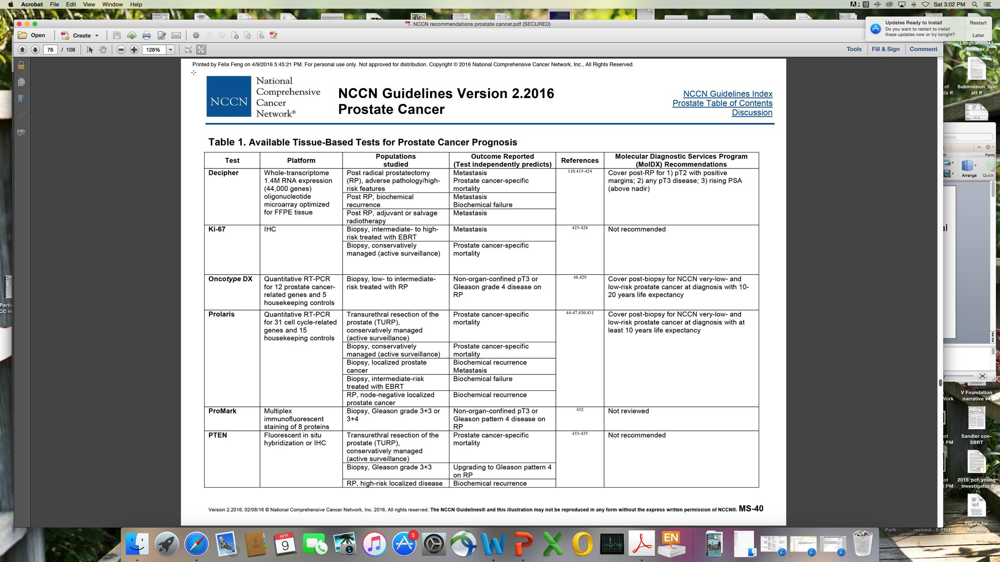 Acrobat File Edit View Window Help
Sat 3:02 PM
NCCN recommendations prostate cancer.pdf (SECURED)
Updates Ready to Install
Do you want to restart to install
these updates now or try tonight?
Restart
Later
Open
Create
76 / 108
128%
Tools Fill & Sign Comment
Printed by Felix Feng on 4/9/2016 5:45:21 PM. For personal use only. Not approved for distribution. Copyright © 2016 National Comprehensive Cancer Network, Inc., All Rights Reserved.
NCCN
National
Comprehensive
Cancer
Network®
NCCN Guidelines Version 2.2016
Prostate Cancer
NCCN Guidelines Index
Prostate Table of Contents
Discussion
Table 1. Available Tissue-Based Tests for Prostate Cancer Prognosis
Test
Platform
Populations
studied
Outcome Reported
(Test independently predicts)
References
Molecular Diagnostic Services Program
(MolDX) Recommendations
Decipher
Whole-transcriptome
1.4M RNA expression
(44,000 genes)
oligonucleotide
microarray optimized
for FFPE tissue
Post radical prostatectomy
(RP), adverse pathology/high-
risk features
Metastasis
Prostate cancer-specific
mortality
Post RP, biochemical
recurrence
Metastasis
Biochemical failure
Post RP, adjuvant or salvage
radiotherapy
Metastasis
110,415-424
Cover post-RP for 1) pT2 with positive
margins; 2) any pT3 disease; 3) rising PSA
(above nadir)
Ki-67
IHC
Biopsy, intermediate- to high-
risk treated with EBRT
Metastasis
Biopsy, conservatively
managed (active surveillance)
Prostate cancer-specific
mortality
425-428
Not recommended
Oncotype DX
Quantitative RT-PCR
for 12 prostate cancer-
related genes and 5
housekeeping controls
Biopsy, low- to intermediate-
risk treated with RP
Non-organ-confined pT3 or
Gleason grade 4 disease on
RP
48,429
Cover post-biopsy for NCCN very-low- and
low-risk prostate cancer at diagnosis with 10-
20 years life expectancy
Prolaris
Quantitative RT-PCR
for 31 cell cycle-related
genes and 15
housekeeping controls
Transurethral resection of the
prostate (TURP),
conservatively managed
(active surveillance)
Prostate cancer-specific
mortality
Biopsy, conservatively
managed (active surveillance)
Prostate cancer-specific
mortality
Biopsy, localized prostate
cancer
Biochemical recurrence
Metastasis
Biopsy, intermediate-risk
treated with EBRT
Biochemical failure
RP, node-negative localized
prostate cancer
Biochemical recurrence
44-47,430,431
Cover post-biopsy for NCCN very-low- and
low-risk prostate cancer at diagnosis with at
least 10 years life expectancy
ProMark
Multiplex
immunofluorescent
staining of 8 proteins
Biopsy, Gleason grade 3+3 or
3+4
Non-organ-confined pT3 or
Gleason pattern 4 disease on
RP
432
Not reviewed
PTEN
Fluorescent in situ
hybridization or IHC
Transurethral resection of the
prostate (TURP),
conservatively managed
(active surveillance)
Prostate cancer-specific
mortality
Biopsy, Gleason grade 3+3
Upgrading to Gleason pattern 4
on RP
RP, high-risk localized disease
Biochemical recurrence
433-435
Not recommended
Version 2.2016, 02/08/16 © National Comprehensive Cancer Network, Inc. 2016, All rights reserved. The NCCN Guidelines® and this illustration may not be reproduced in any form without the express written permission of NCCN®. MS-40
Langhans R41
reviewer 2
DOCX
of
2a ff
Submission_Spr
att ff
XLS
Arrange
Quick
V Foundation
narrative v4
Work
Sandler con-
SBRT
PM
DOC
2015_pcf_young
_investigator ff
PM
DOCX
Figure for
Amanda
Park
revised...5-21-15
APR
9
5
EN